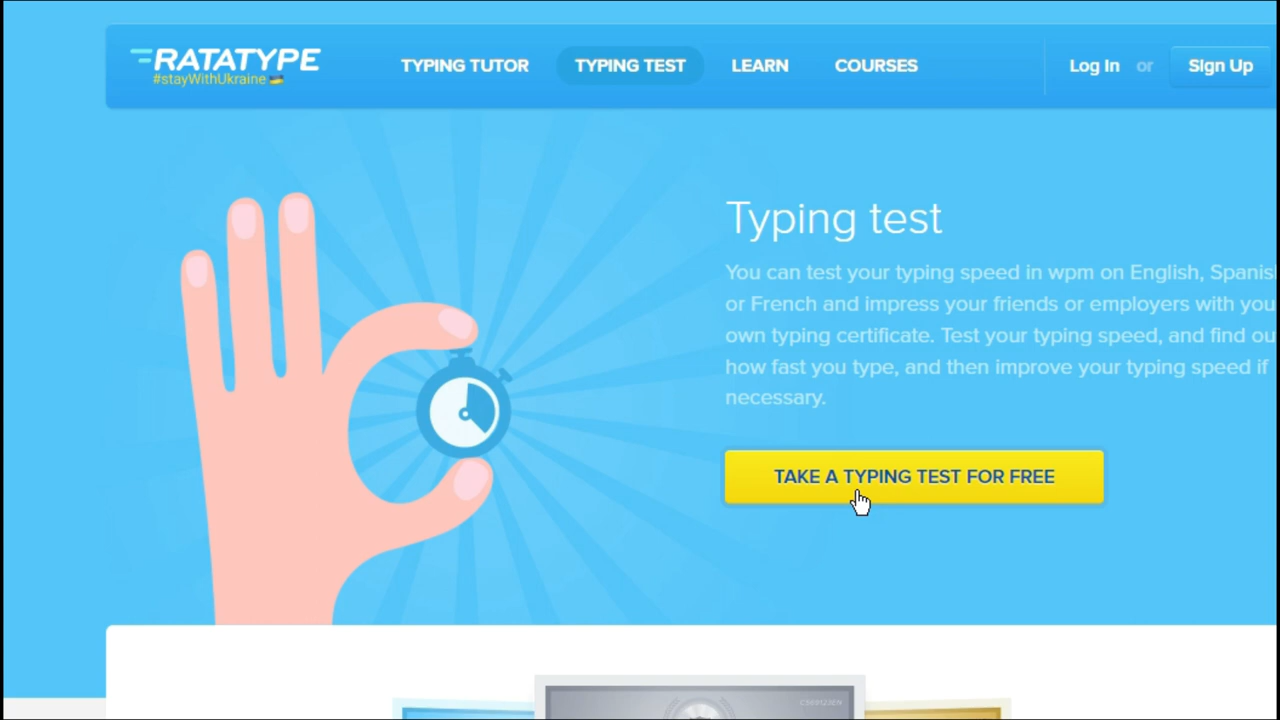 RATATYPE
#stayWithUkraine
TYPING TUTOR
TYPING TEST
LEARN
COURSES
Log In or Sign Up
Typing test
You can test your typing speed in wpm on English, Spanis
or French and impress your friends or employers with you
own typing certificate. Test your typing speed, and find ou
how fast you type, and then improve your typing speed if
necessary.
TAKE A TYPING TEST FOR FREE